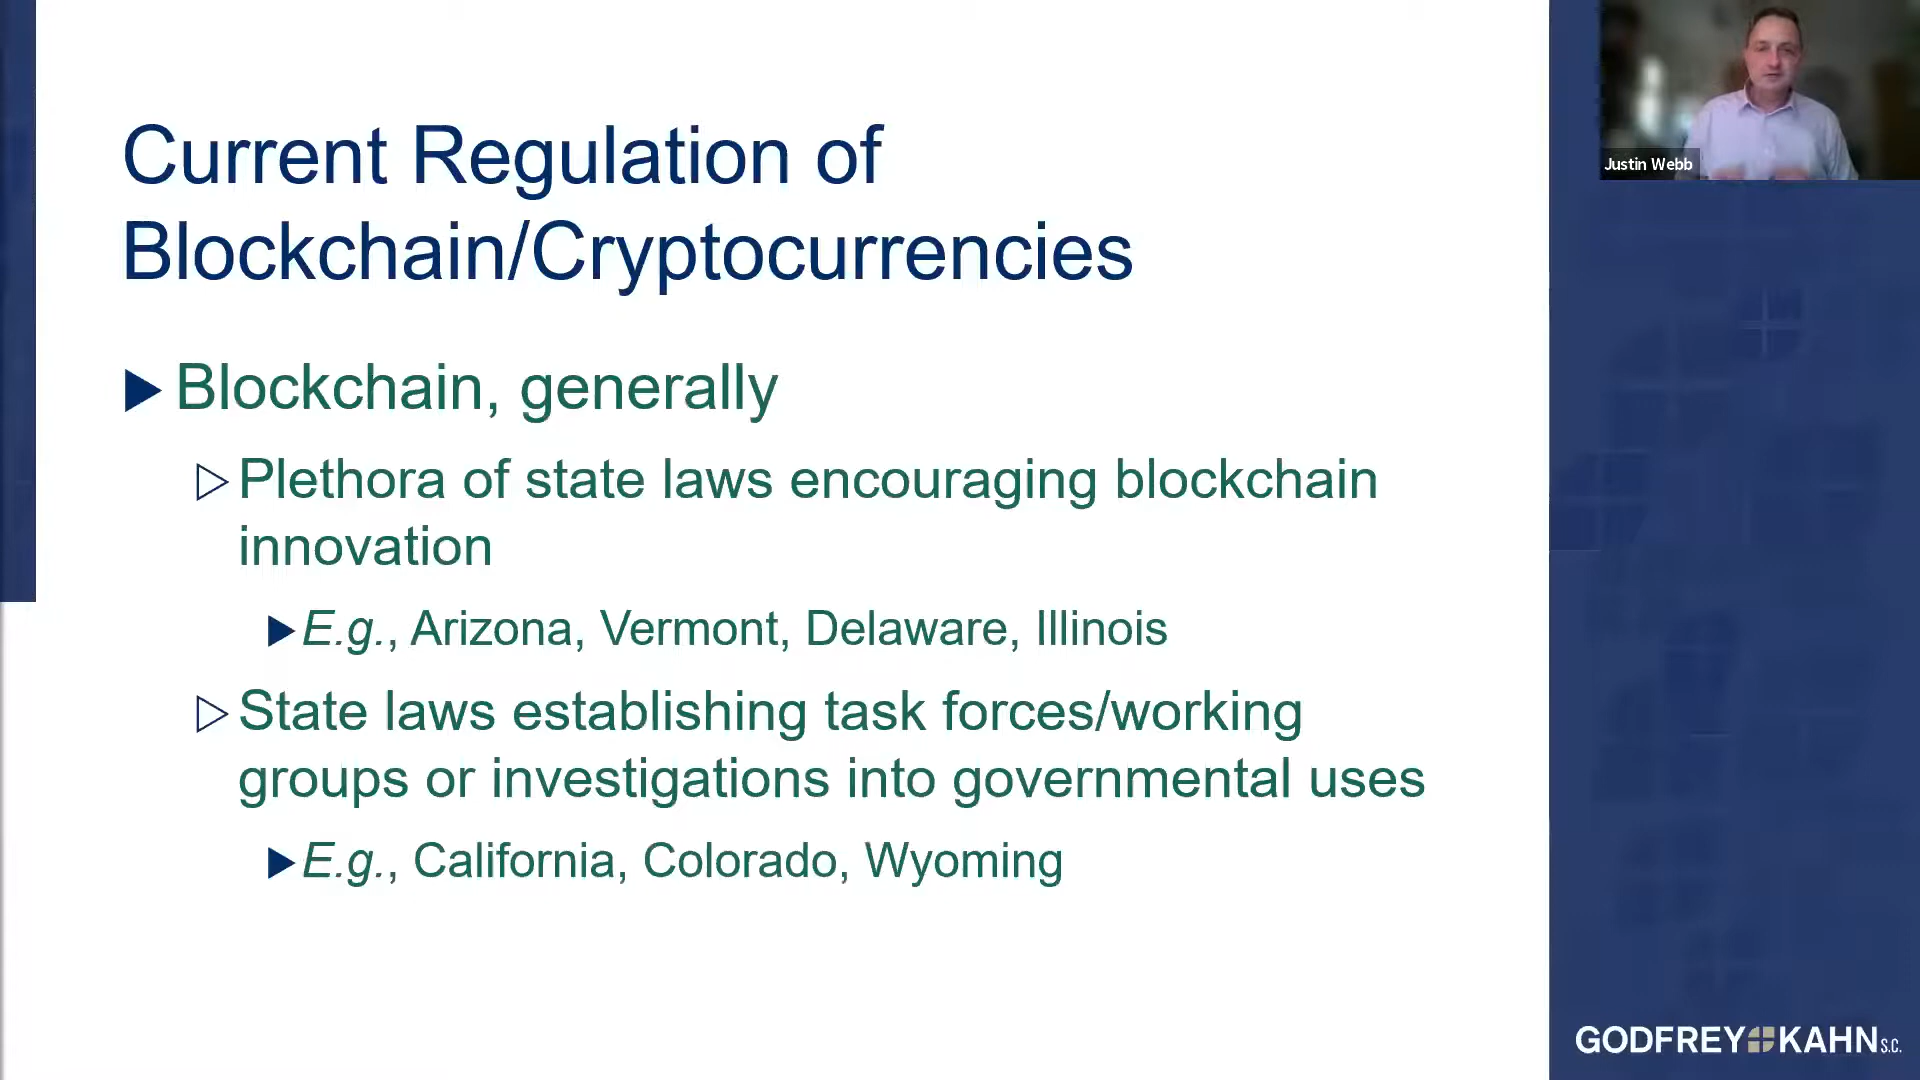 Current Regulation of
Blockchain/Cryptocurrencies
Blockchain, generally
Plethora of state laws encouraging blockchain
innovation
E.g., Arizona, Vermont, Delaware, Illinois
State laws establishing task forces/working
groups or investigations into governmental uses
E.g., California, Colorado, Wyoming
Justin Webb
GODFREY KAHN S.C.